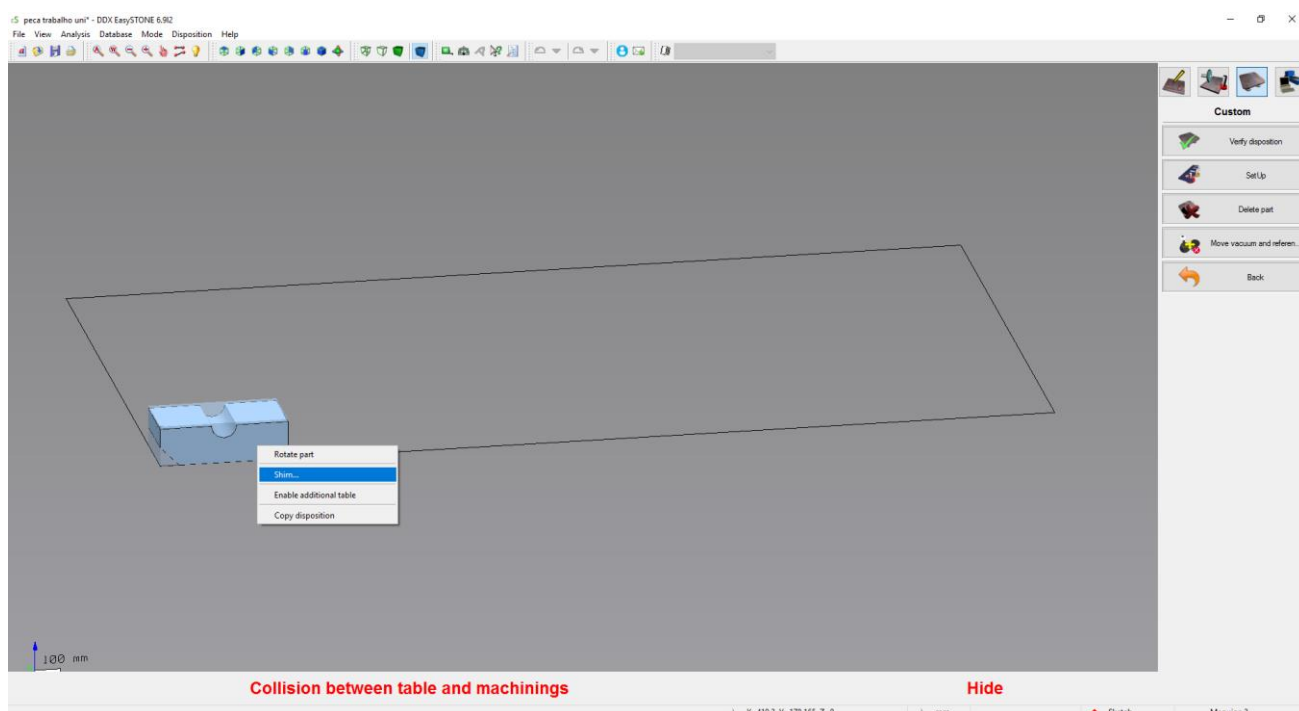 peca trabalho uni* - DDX EasySTONE 6.9I2
File View Analysis Database Mode Disposition Help
Custom
Verify disposition
SetUp
Delete part
Move vacuum and referen...
Back
Rotate part
Shim...
Enable additional table
Copy disposition
100 mm
Collision between table and machinings Hide